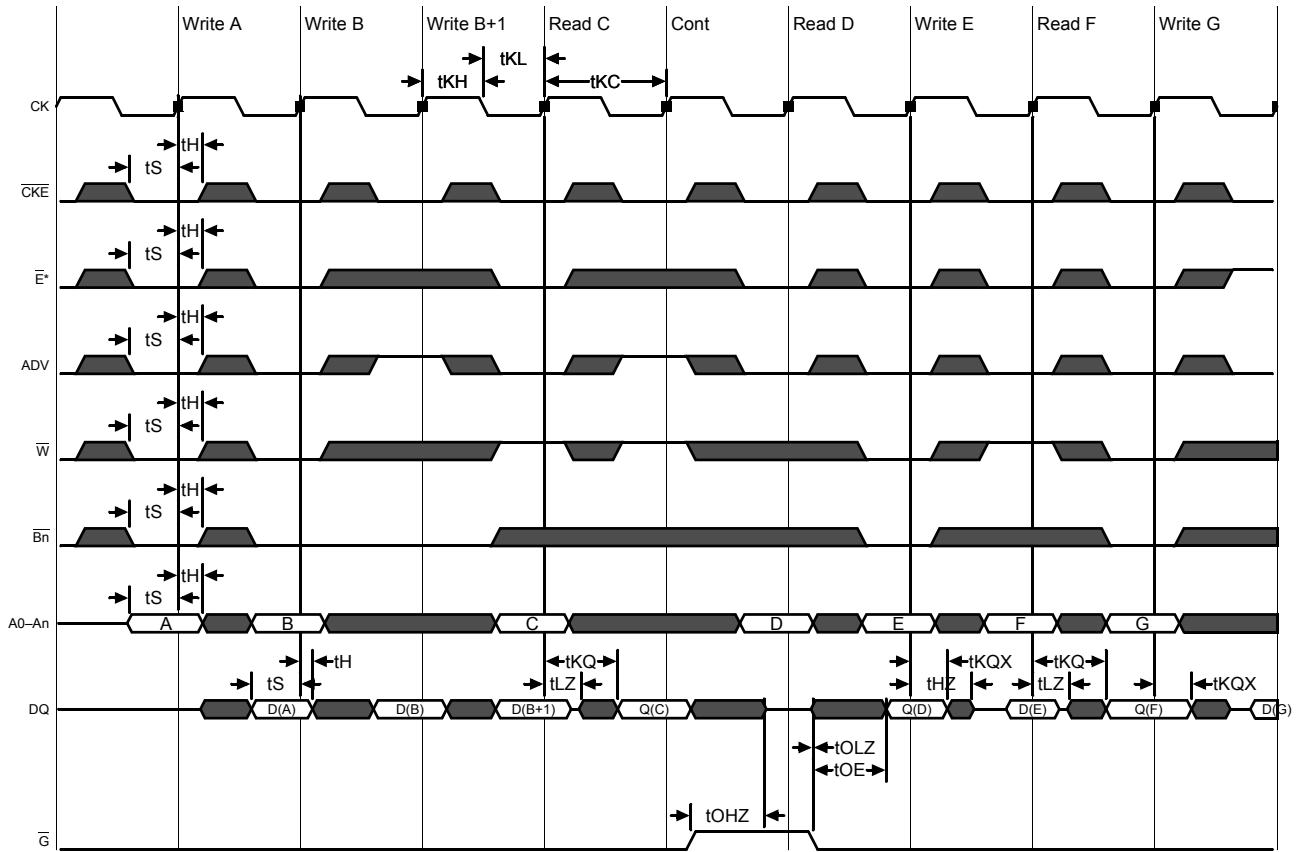 Write A Write B Write B+1 Read C Cont Read D Write E Read F Write G
tKL
tKH tKC
CK
tH
tS
CKE
tH
tS
E*
tH
tS
ADV
tH
tS
W
tH
tS
Bn
tH
tS
A0–An A B C D E F G
tH tKQ tKQX tKQ
tS tLZ tHZ tLZ tKQX
DQ D(A) D(B) D(B+1) Q(C) Q(D) D(E) Q(F) D(G)
tOLZ
tOE
tOHZ
G